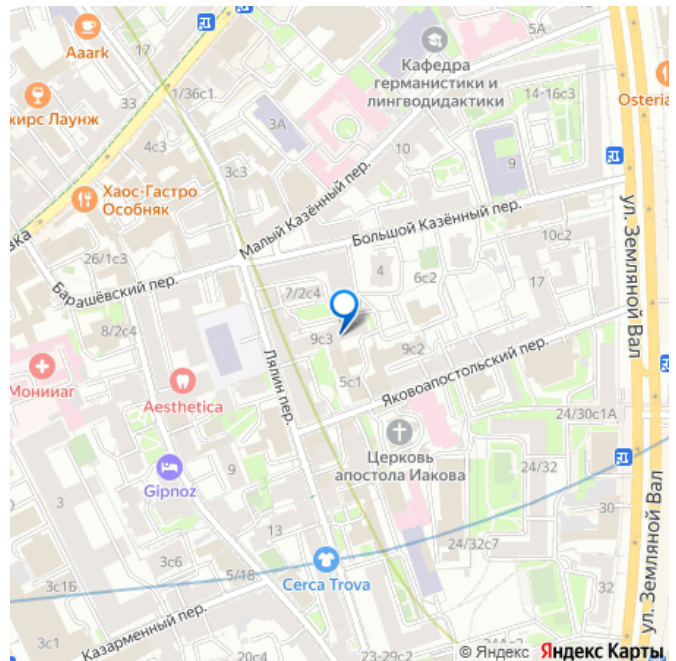 Aaark
17
5А
Кафедра
германистики и
лингводидактики
кирс Лаунж
33
1/36с1
14-16с3
Osteria
3А
4с3
10
9
3с3
Хаос-Гастро
Особняк
Малый Казённый пер.
Большой Казённый пер.
ул. Земляной Вал
вка
26/1с3
10с2
Барашёвский пер.
4
6с2
17
7/2с4
8/2с4
9с3
9с2
Монииаг
Aesthetica
Лялин пер.
5с1
Яковоапостольский пер.
24/30с1А
Церковь
апостола Иакова
9
Gipnoz
24/32
3
13
30
ул. Земляной Вал
24/32с7
3с6
3с1Б
5/18
Cerca Trova
Казарменный пер.
3с1
20с4
23-29с2
© Яндекс Яндекс Карты